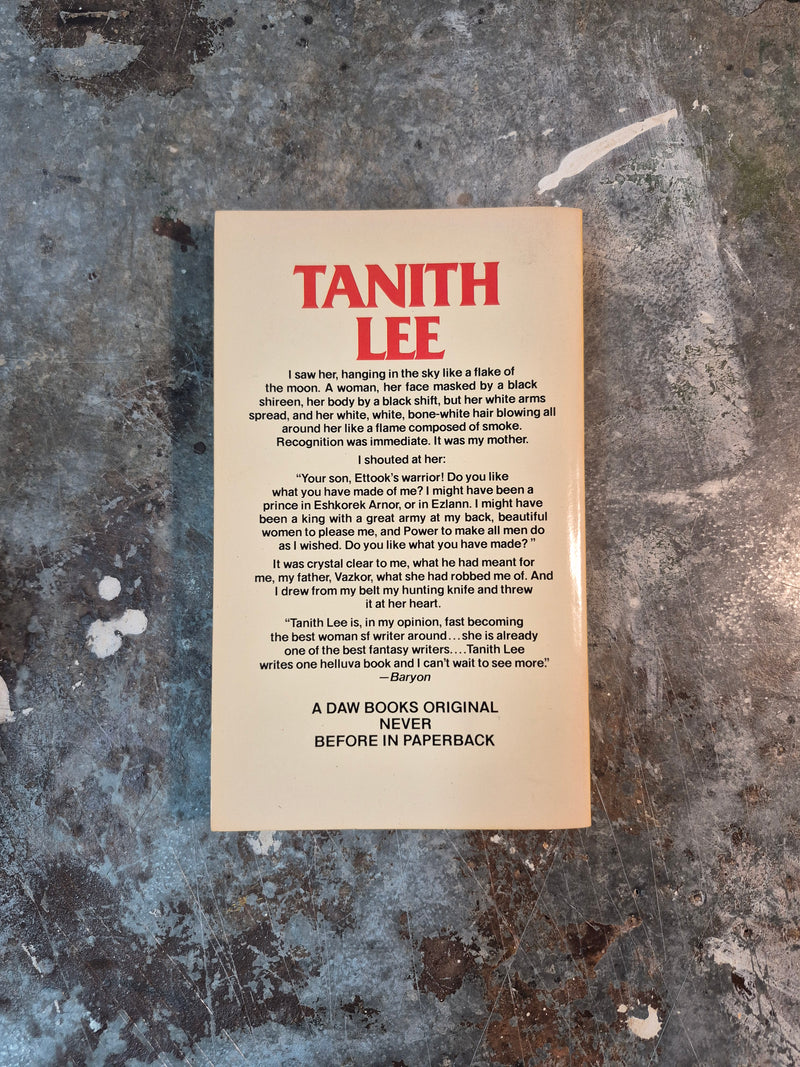 TANITH
LEE
I saw her, hanging in the sky like a flake of
the moon. A woman, her face masked by a black
shireen, her body by a black shift, but her white arms
spread, and her white, white, bone-white hair blowing all
around her like a flame composed of smoke.
Recognition was immediate. It was my mother.
I shouted at her:
“Your son, Ettook’s warrior! Do you like
what you have made of me? I might have been a
prince in Eshkorek Arnor, or in Ezlann. I might have
been a king with a great army at my back, beautiful
women to please me, and Power to make all men do
as I wished. Do you like what you have made?”
It was crystal clear to me, what he had meant for
me, my father, Vazkor, what she had robbed me of. And
I drew from my belt my hunting knife and threw
it at her heart.
“Tanith Lee is, in my opinion, fast becoming
the best woman sf writer around...she is already
one of the best fantasy writers....Tanith Lee
writes one helluva book and I can’t wait to see more.”
—Baryon
A DAW BOOKS ORIGINAL
NEVER
BEFORE IN PAPERBACK